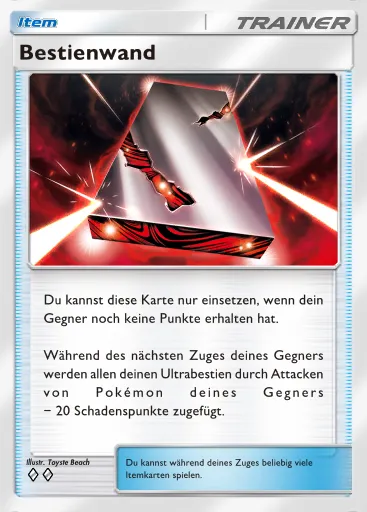 Item
TRAINER
Bestienwand
Du kannst diese Karte nur einsetzen, wenn dein
Gegner noch keine Punkte erhalten hat.
Während des nächsten Zuges deines Gegners
werden allen deinen Ultrabestien durch Attacken
von Pokémon deines Gegners
− 20 Schadenspunkte zugefügt.
Illustr. Toyste Beach
Du kannst während deines Zuges beliebig viele
Itemkarten spielen.